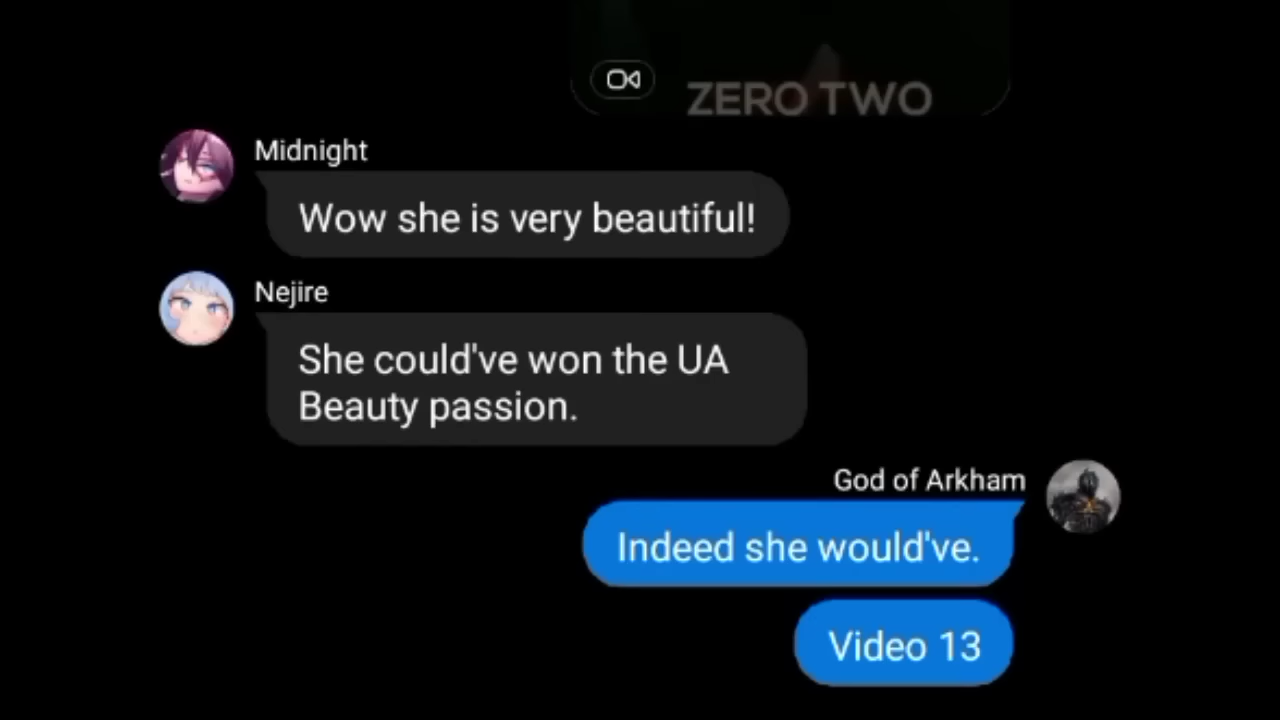 ZERO TWO
Midnight
Wow she is very beautiful!
Nejire
She could've won the UA
Beauty passion.
God of Arkham
Indeed she would've.
Video 13